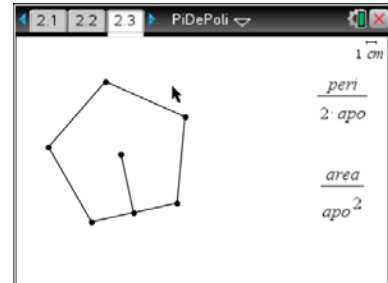 2.1 2.2 2.3 PiDePoli
1 cm
peri
2· apo
area
apo²